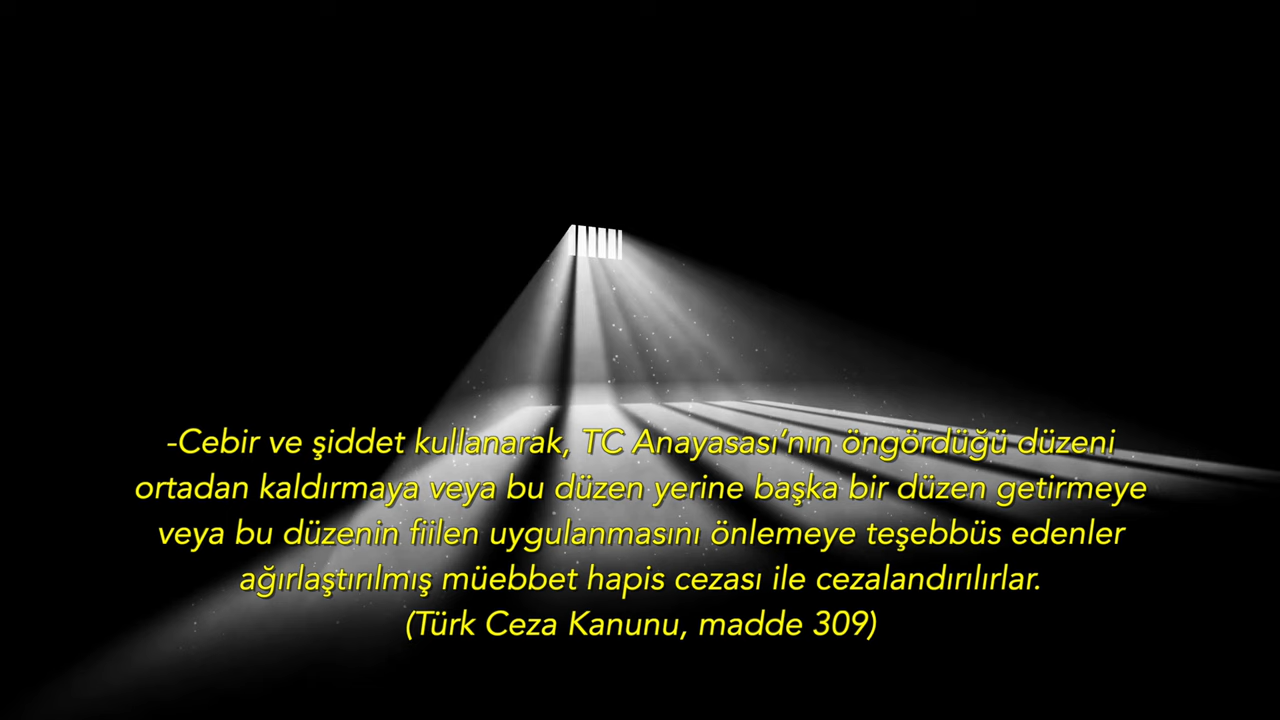 -Cebir ve şiddet kullanarak, TC Anayasası’nın öngördüğü düzeni
ortadan kaldırmaya veya bu düzen yerine başka bir düzen getirmeye
veya bu düzenin fiilen uygulanmasını önlemeye teşebbüs edenler
ağırlaştırılmış müebbet hapis cezası ile cezalandırılırlar.
(Türk Ceza Kanunu, madde 309)